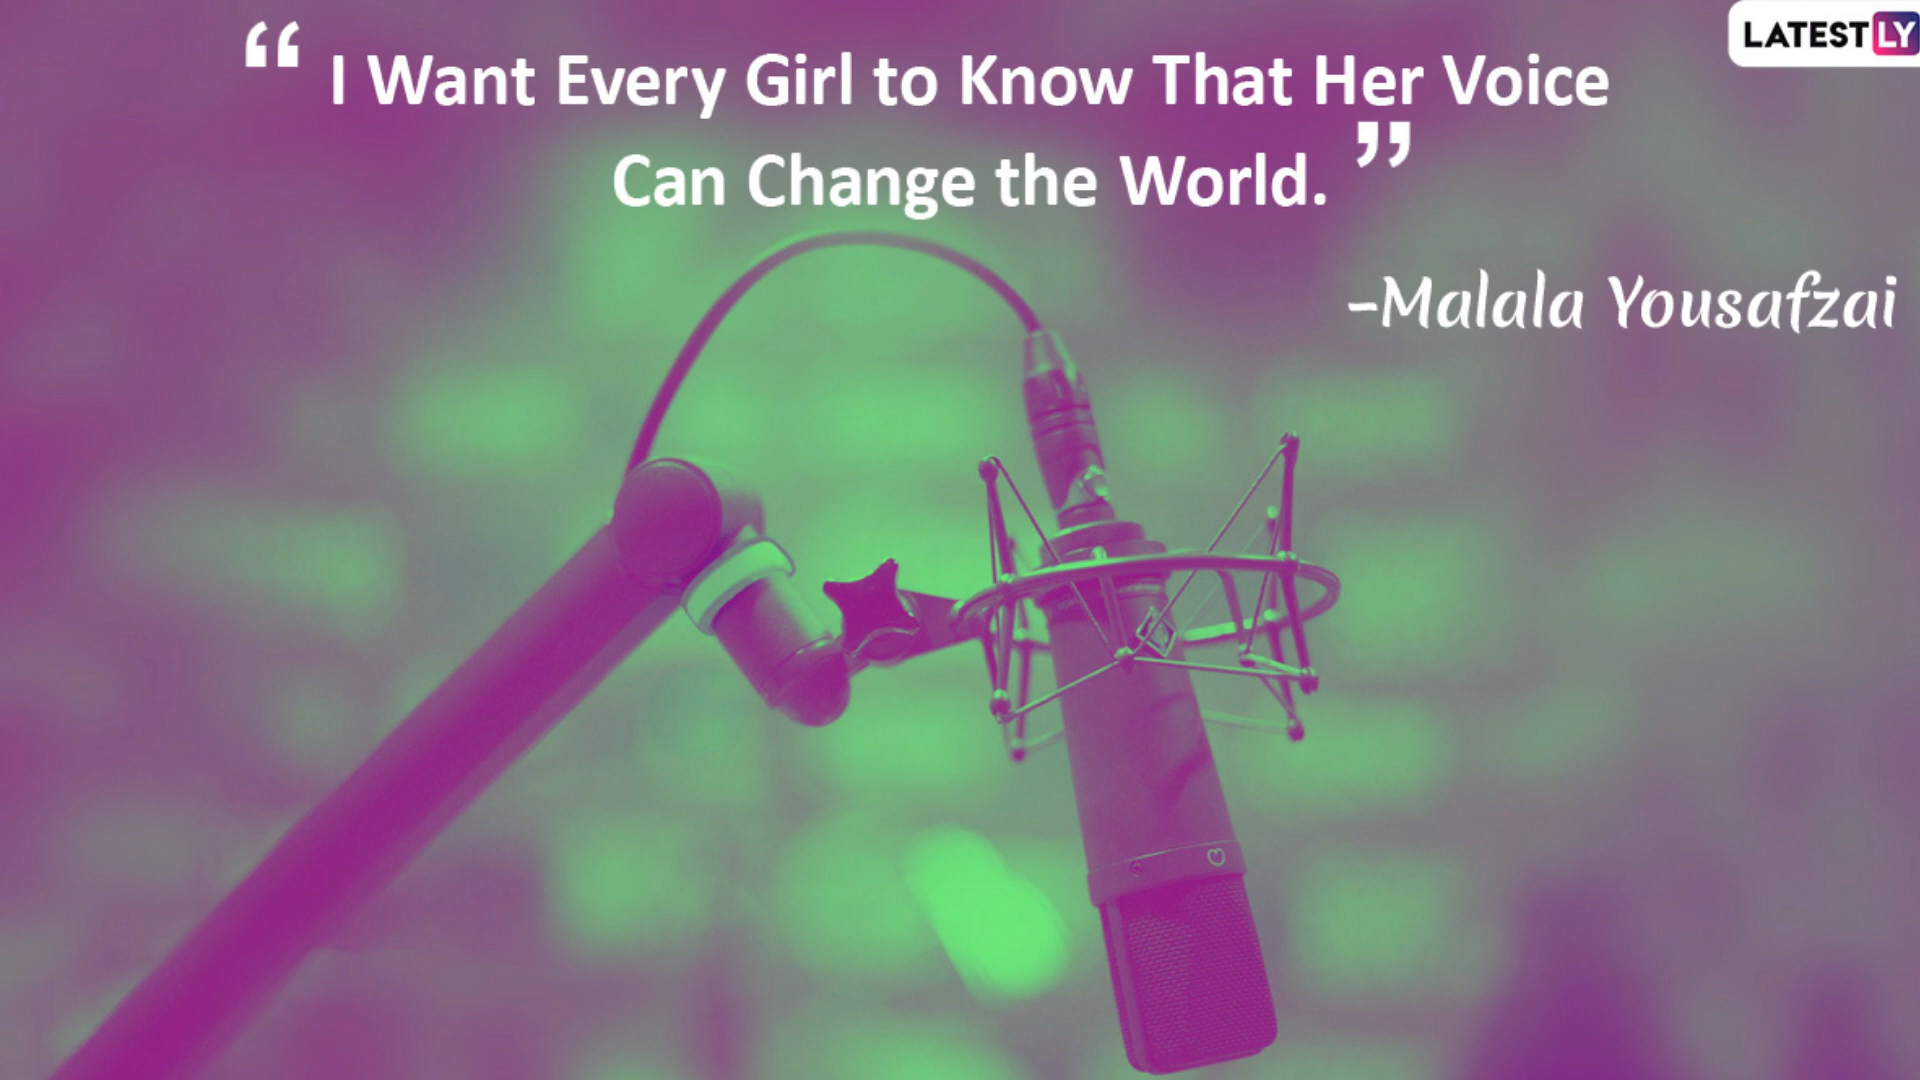 LATESTLY
“ I Want Every Girl to Know That Her Voice
Can Change the World. ”
-Malala Yousafzai